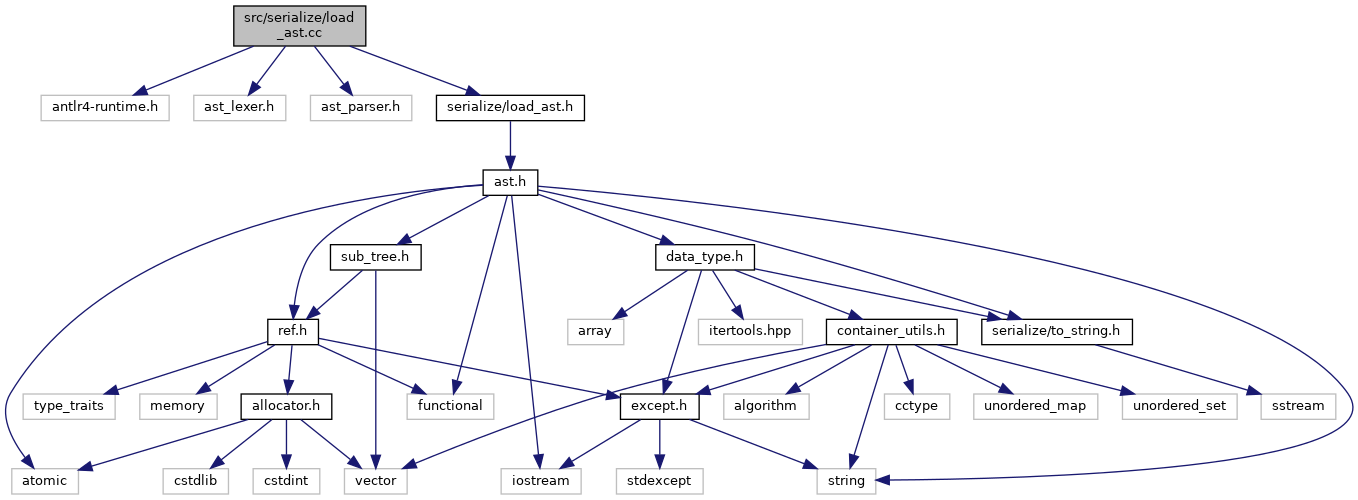 src/serialize/load
_ast.cc
antlr4-runtime.h
ast_lexer.h
ast_parser.h
serialize/load_ast.h
ast.h
sub_tree.h
data_type.h
ref.h
array
itertools.hpp
container_utils.h
serialize/to_string.h
type_traits
memory
allocator.h
functional
except.h
algorithm
cctype
unordered_map
unordered_set
sstream
atomic
cstdlib
cstdint
vector
iostream
stdexcept
string